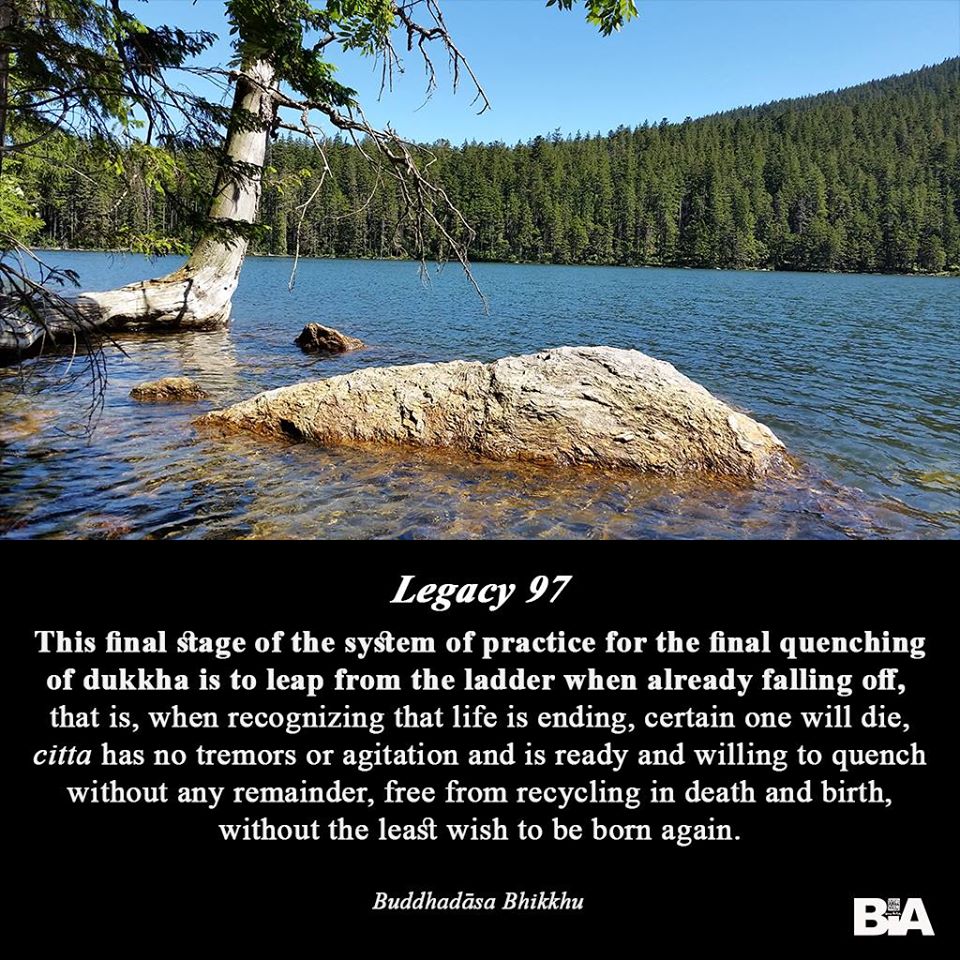 Legacy 97
This final stage of the system of practice for the final quenching
of dukkha is to leap from the ladder when already falling off,
that is, when recognizing that life is ending, certain one will die,
citta has no tremors or agitation and is ready and willing to quench
without any remainder, free from recycling in death and birth,
without the least wish to be born again.
Buddhadāsa Bhikkhu
BIA